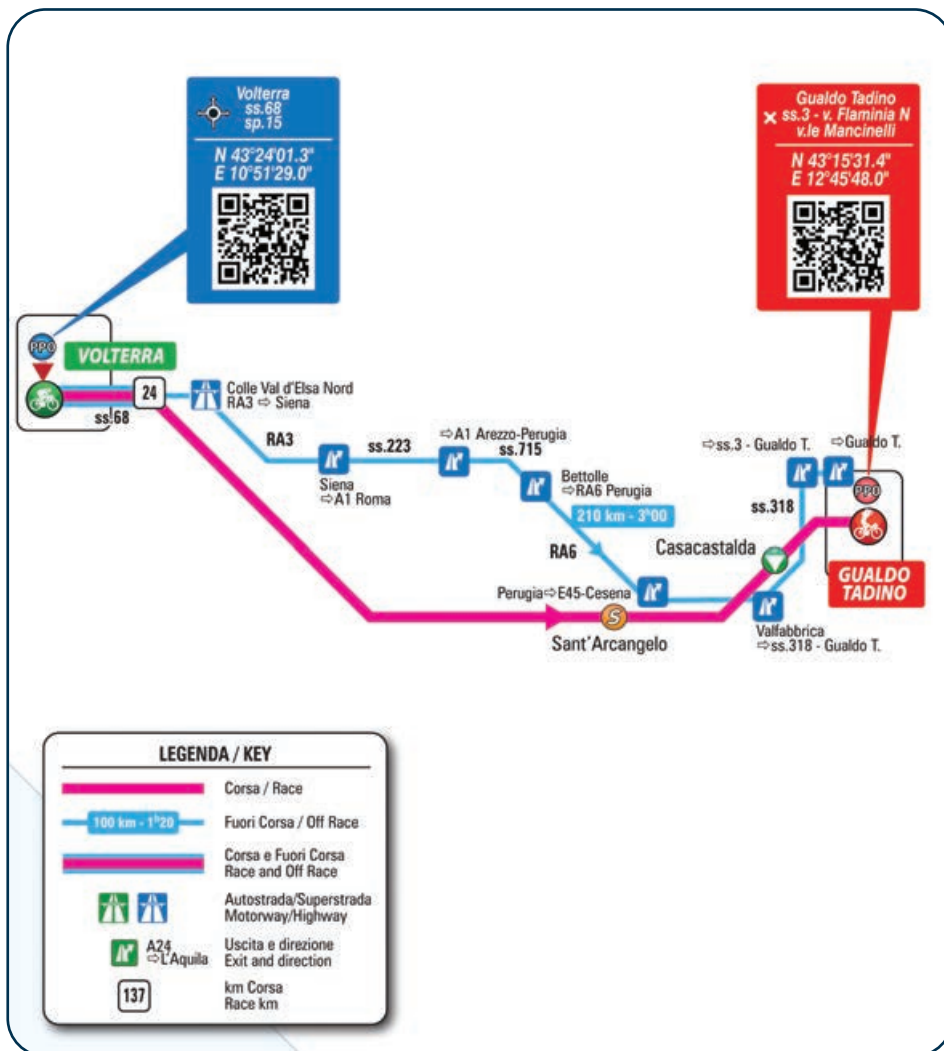 Volterra
ss.68
sp.15
N 43°24'01.3"
E 10°51'29.0"
Gualdo Tadino
ss.3 - v. Flaminia N
v.le Mancinelli
N 43°15'31.4"
E 12°45'48.0"
PPO
VOLTERRA
24
ss.68
Colle Val d'Elsa Nord
RA3 ⇨ Siena
RA3
Siena
⇨A1 Roma
ss.223
⇨A1 Arezzo-Perugia
ss.715
Bettolle
⇨RA6 Perugia
210 km - 3h00
RA6
Perugia⇨E45-Cesena
S
Sant'Arcangelo
Casacastalda
Valfabbrica
⇨ss.318 - Gualdo T.
ss.318
⇨ss.3 - Gualdo T.
⇨Gualdo T.
PPO
GUALDO
TADINO
LEGENDA / KEY
Corsa / Race
100 km - 1h20
Fuori Corsa / Off Race
Corsa e Fuori Corsa
Race and Off Race
Autostrada/Superstrada
Motorway/Highway
A24
⇨L'Aquila
Uscita e direzione
Exit and direction
137
km Corsa
Race km